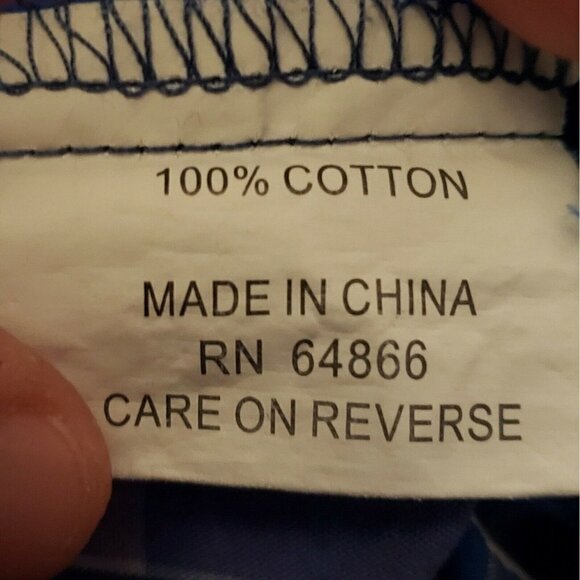 100% COTTON
MADE IN CHINA
RN 64866
CARE ON REVERSE